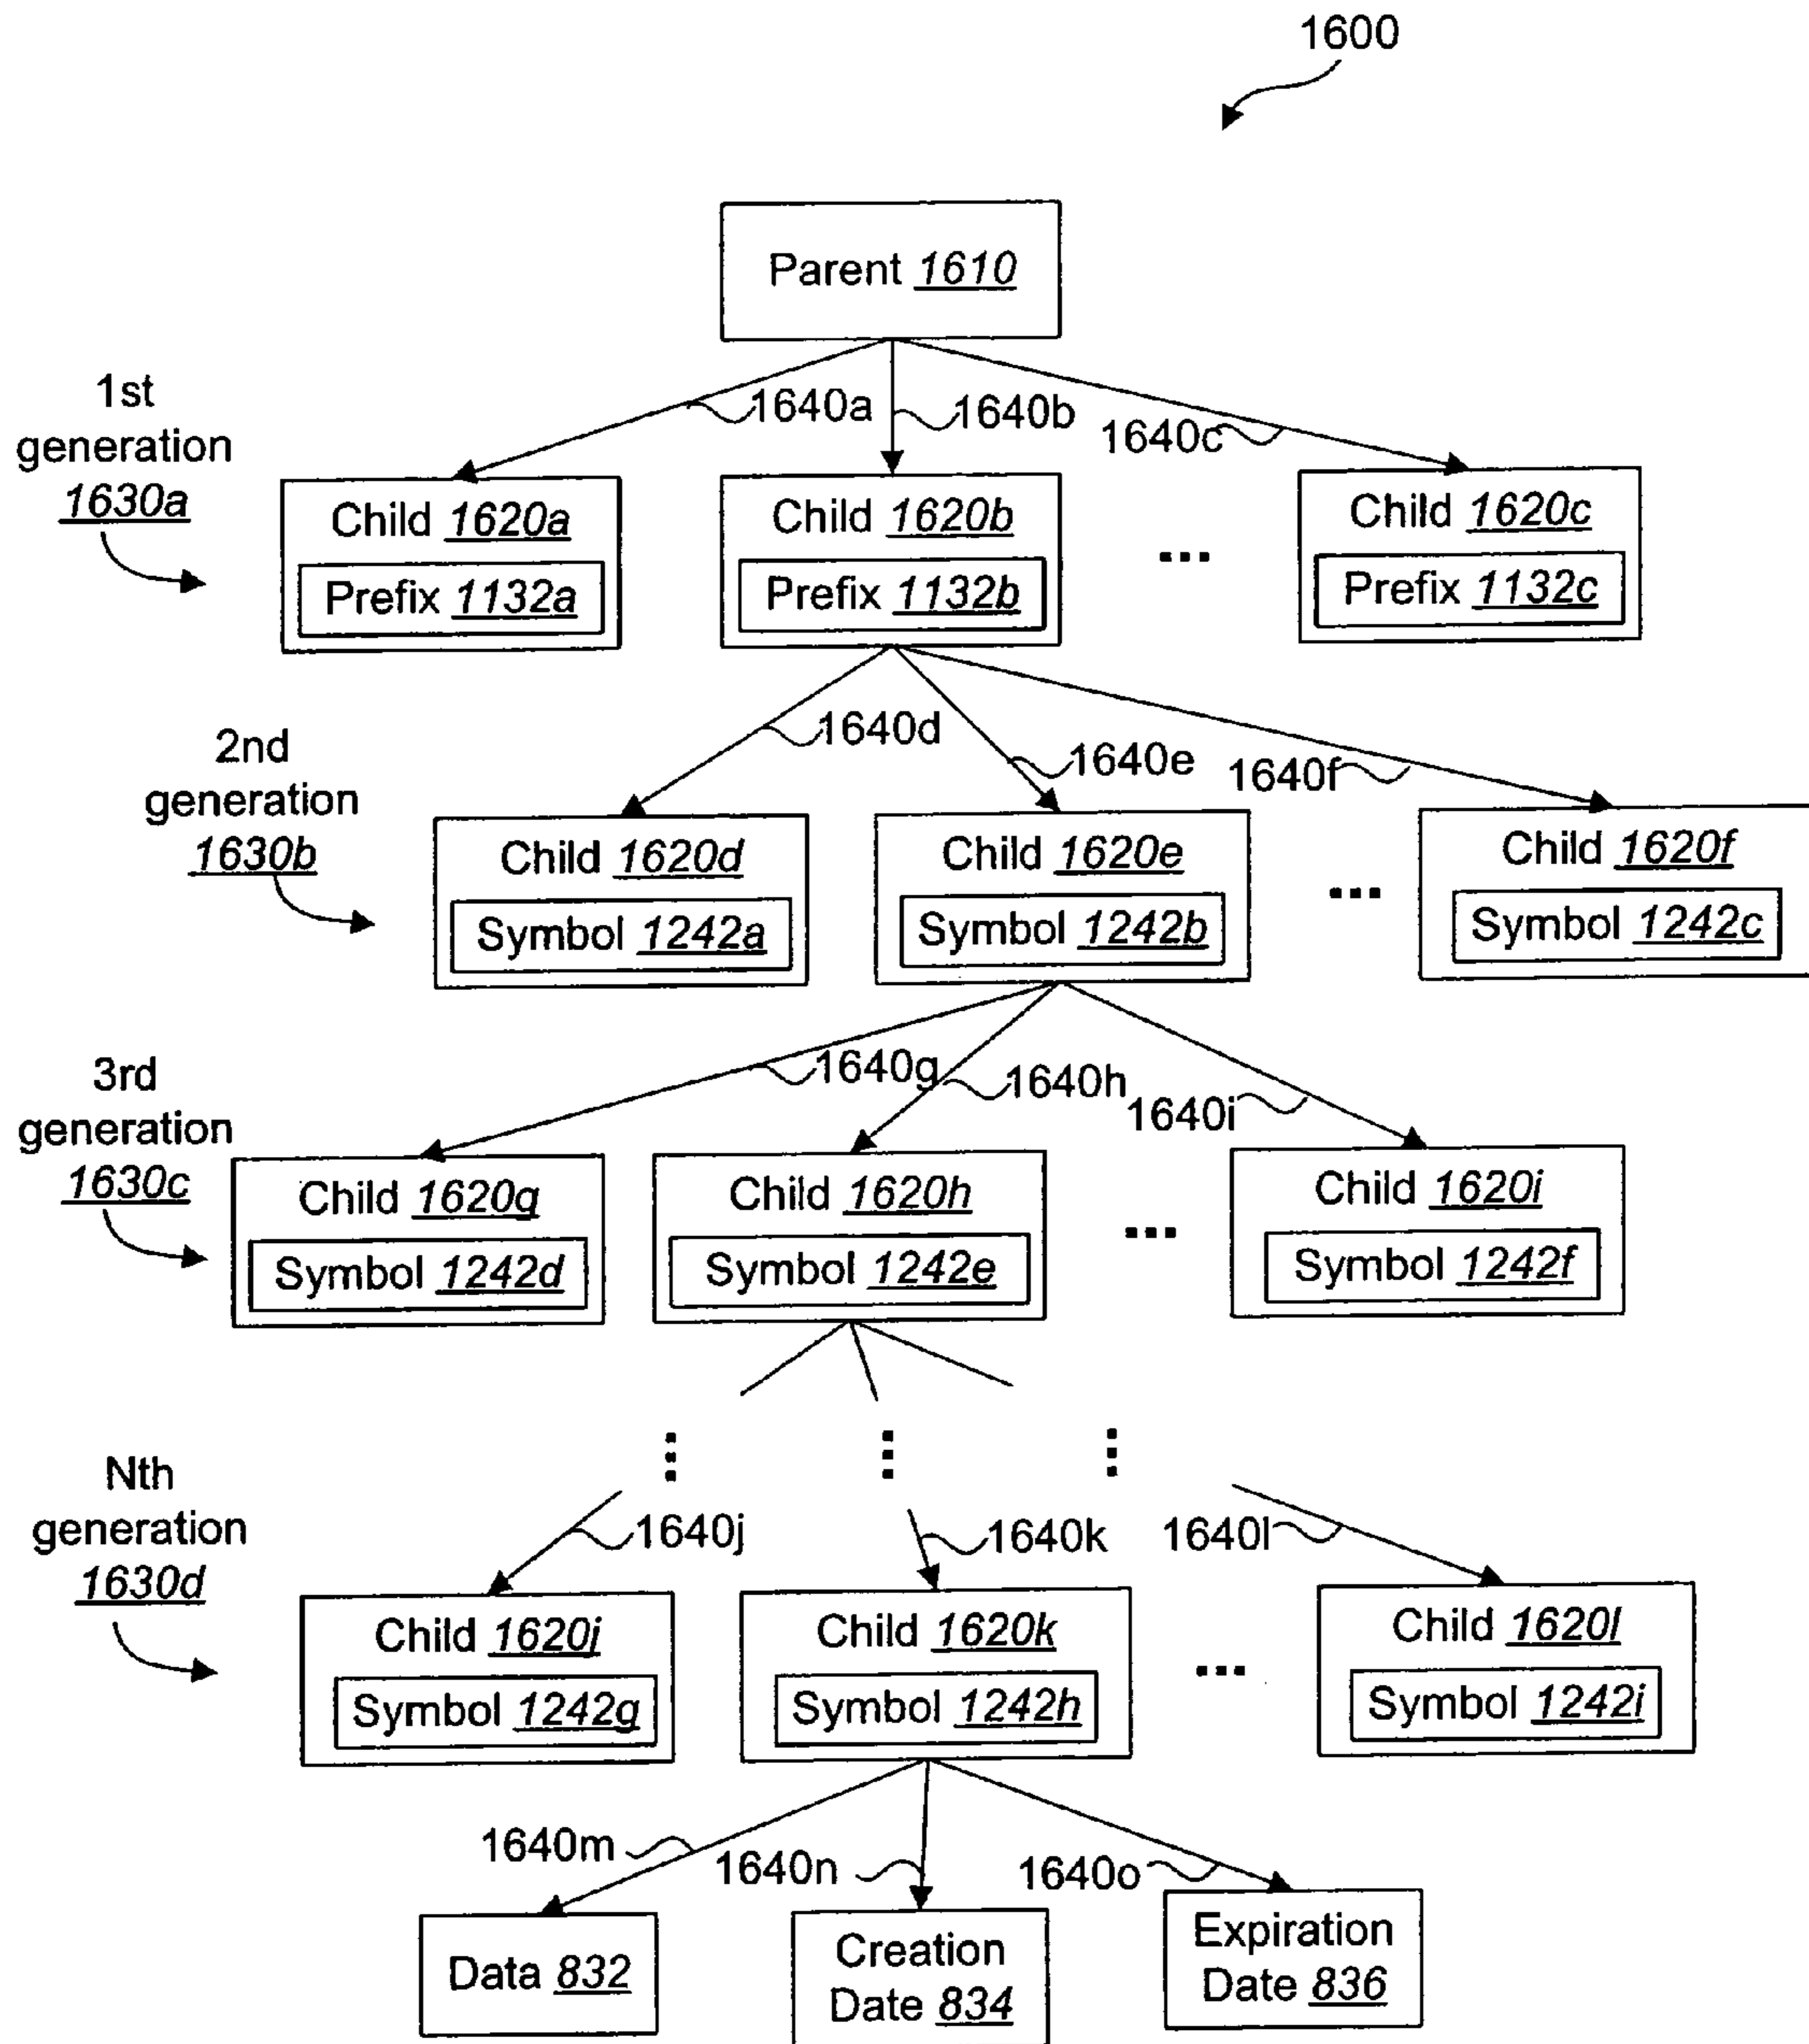 1600
Parent 1610
1st
generation
1630a
1640a
1640b
1640c
Child 1620a
Prefix 1132a
Child 1620b
Prefix 1132b
...
Child 1620c
Prefix 1132c
2nd
generation
1630b
1640d
1640e
1640f
Child 1620d
Symbol 1242a
Child 1620e
Symbol 1242b
...
Child 1620f
Symbol 1242c
3rd
generation
1630c
1640g
1640h
1640i
Child 1620g
Symbol 1242d
Child 1620h
Symbol 1242e
...
Child 1620i
Symbol 1242f
Nth
generation
1630d
1640j
1640k
1640l
Child 1620j
Symbol 1242g
Child 1620k
Symbol 1242h
...
Child 1620l
Symbol 1242i
1640m
1640n
1640o
Data 832
Creation
Date 834
Expiration
Date 836